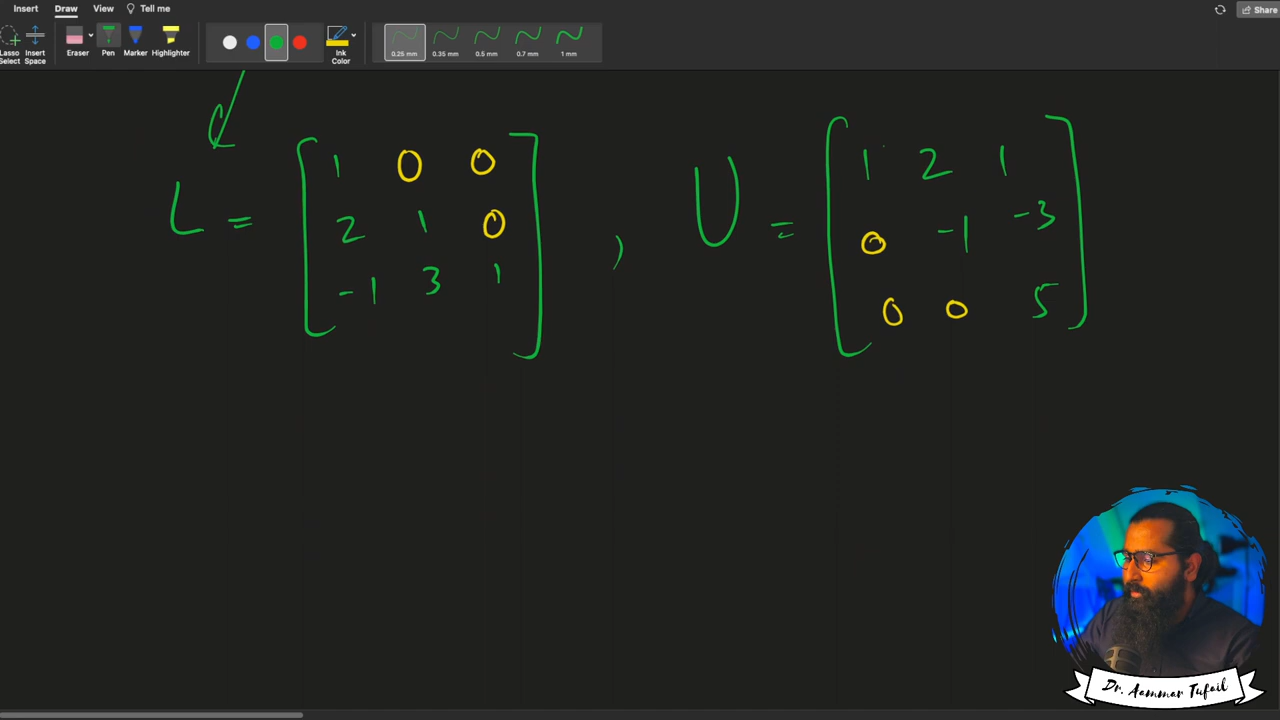 Insert Draw View Tell me Share
Lasso Select Insert Space Eraser Pen Marker Highlighter Ink Color 0.25 mm 0.35 mm 0.5 mm 0.7 mm 1 mm
1 0 0 1 2 1
L = 2 1 0 , U = 0 -1 -3
-1 3 1 0 0 5
Dr. Aammar Tufail